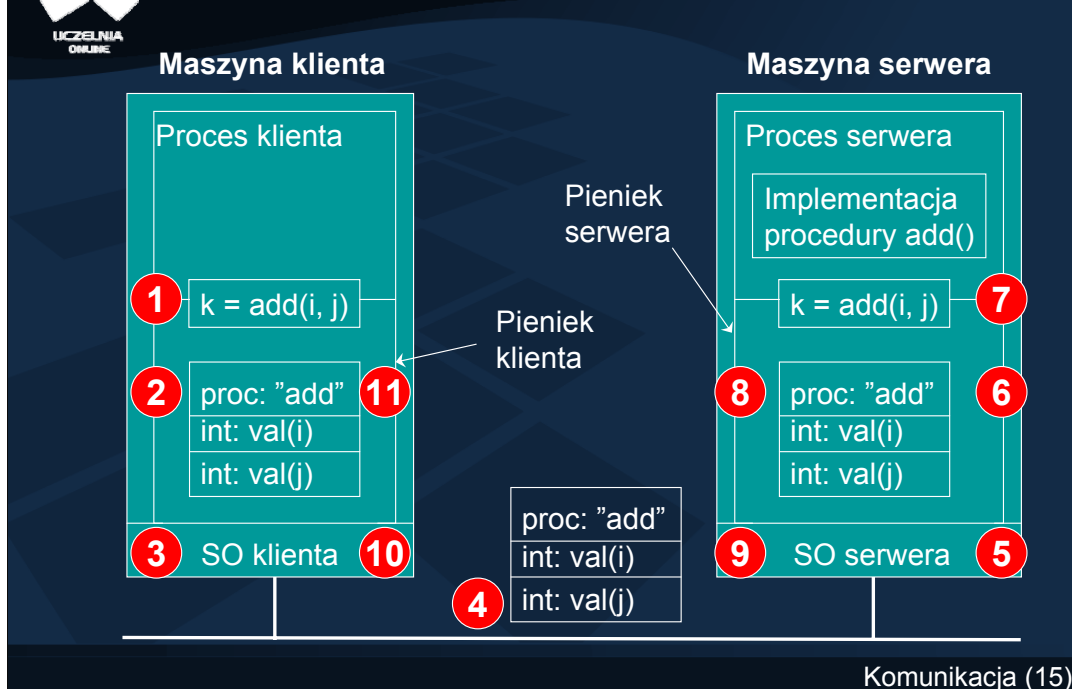 UCZELNIA
ONLINE
Maszyna klienta
Proces klienta
1
k = add(i, j)
2
proc: "add"
11
int: val(i)
int: val(j)
3
SO klienta
10
Pieniek
klienta
Pieniek
serwera
proc: ”add”
int: val(i)
4
int: val(j)
Maszyna serwera
Proces serwera
Implementacja
procedury add()
k = add(i, j)
7
8
proc: ”add”
6
int: val(i)
int: val(j)
9
SO serwera
5
Komunikacja (15)